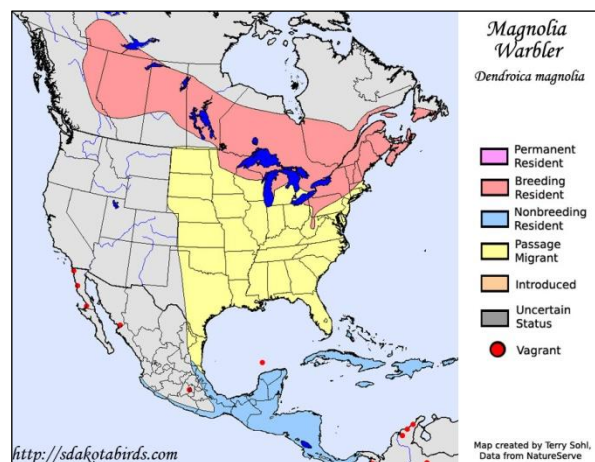 Magnolia
Warbler
Dendroica magnolia
Permanent
Resident
Breeding
Resident
Nonbreeding
Resident
Passage
Migrant
Introduced
Uncertain
Status
Vagrant
http://sdakotabirds.com
Map created by Terry Sohl,
Data from NatureServe